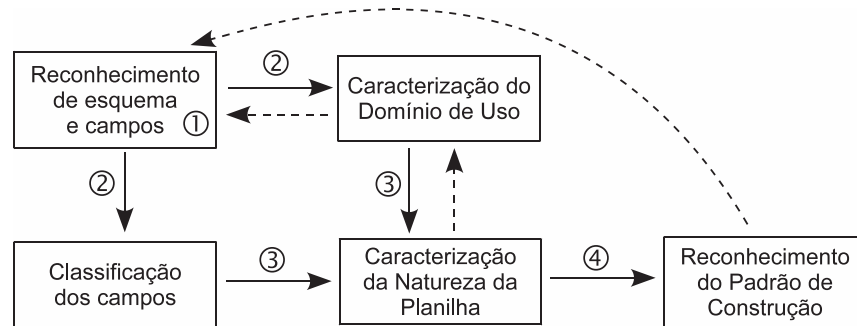 Reconhecimento
de esquema
e campos ①
②
Caracterização do
Domínio de Uso
②
③
Classificação
dos campos
③
Caracterização
da Natureza da
Planilha
④
Reconhecimento
do Padrão de
Construção